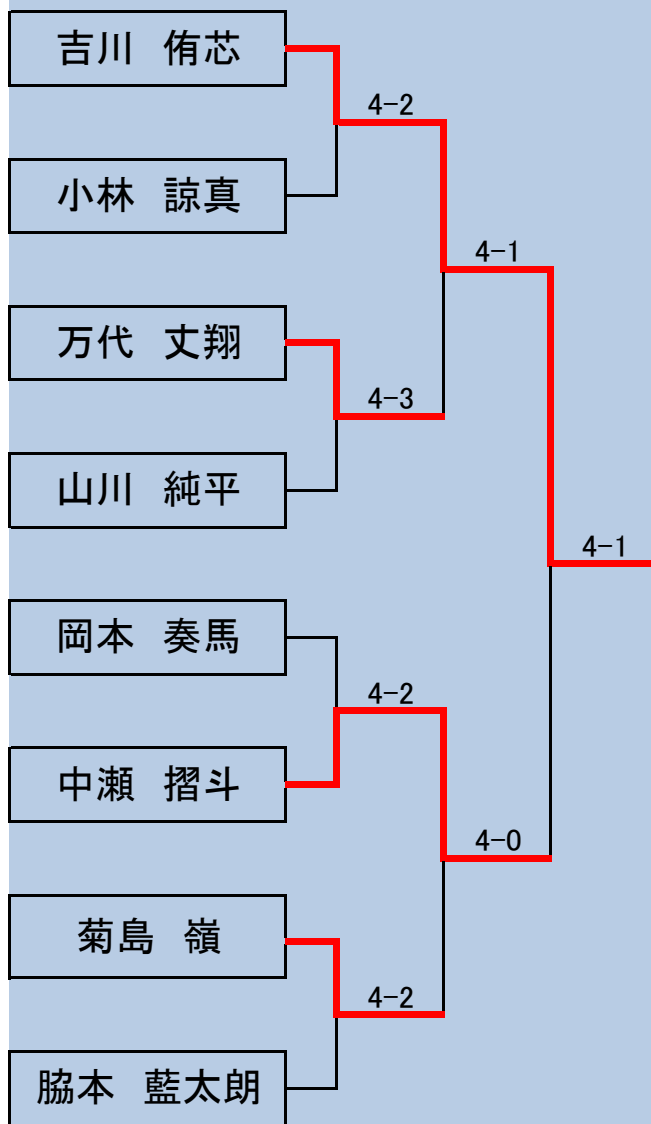 吉川 侑芯
4-2
小林 諒真
4-1
万代 丈翔
4-3
山川 純平
4-1
岡本 奏馬
4-2
中瀬 摺斗
4-0
菊島 嶺
4-2
脇本 藍太朗